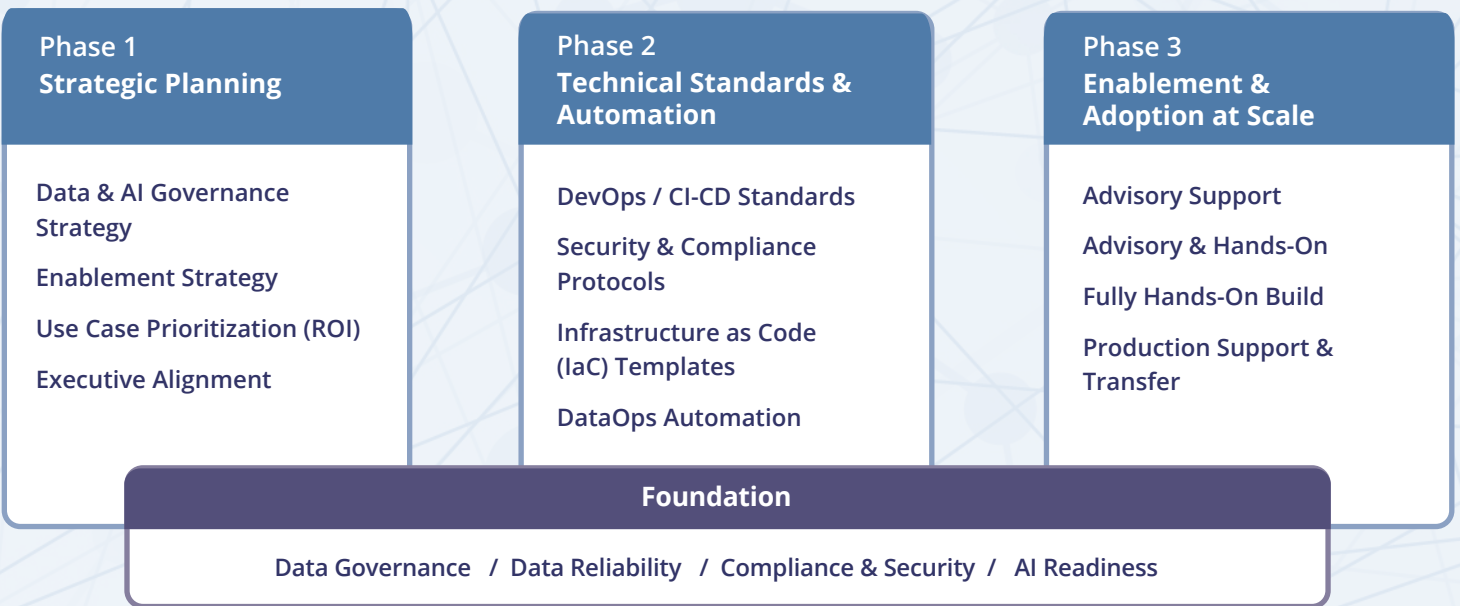 Phase 1
Strategic Planning
Data & AI Governance
Strategy
Enablement Strategy
Use Case Prioritization (ROI)
Executive Alignment
Phase 2
Technical Standards &
Automation
DevOps / CI-CD Standards
Security & Compliance
Protocols
Infrastructure as Code
(IaC) Templates
DataOps Automation
Phase 3
Enablement &
Adoption at Scale
Advisory Support
Advisory & Hands-On
Fully Hands-On Build
Production Support &
Transfer
Foundation
Data Governance / Data Reliability / Compliance & Security / AI Readiness